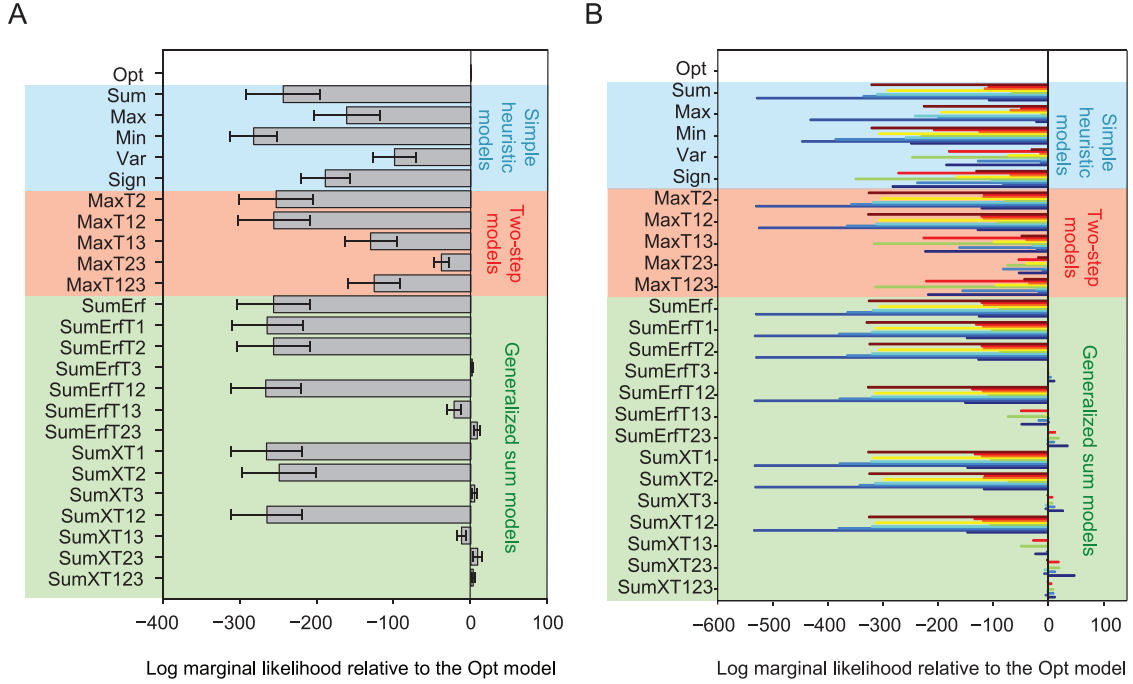 A
B
Opt
Sum
Max
Min
Var
Sign
MaxT2
MaxT12
MaxT13
MaxT23
MaxT123
SumErf
SumErfT1
SumErfT2
SumErfT3
SumErfT12
SumErfT13
SumErfT23
SumXT1
SumXT2
SumXT3
SumXT12
SumXT13
SumXT23
SumXT123
Simple
heuristic
models
Two-step
models
Generalized sum models
−400
−300
−200
−100
0
100
Log marginal likelihood relative to the Opt model
Opt
Sum
Max
Min
Var
Sign
MaxT2
MaxT12
MaxT13
MaxT23
MaxT123
SumErf
SumErfT1
SumErfT2
SumErfT3
SumErfT12
SumErfT13
SumErfT23
SumXT1
SumXT2
SumXT3
SumXT12
SumXT13
SumXT23
SumXT123
Simple
heuristic
models
Two-step
models
Generalized sum models
−600
−500
−400
−300
−200
−100
0
100
Log marginal likelihood relative to the Opt model